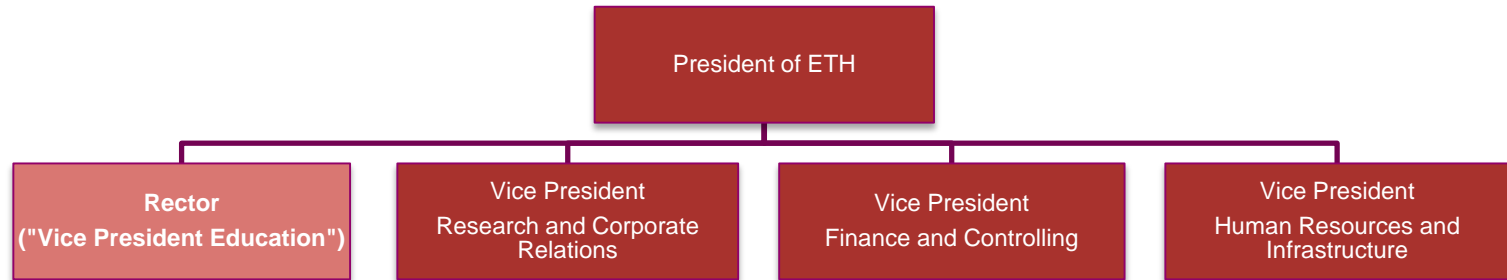 President of ETH
Rector
("Vice President Education")
Vice President
Research and Corporate
Relations
Vice President
Finance and Controlling
Vice President
Human Resources and
Infrastructure